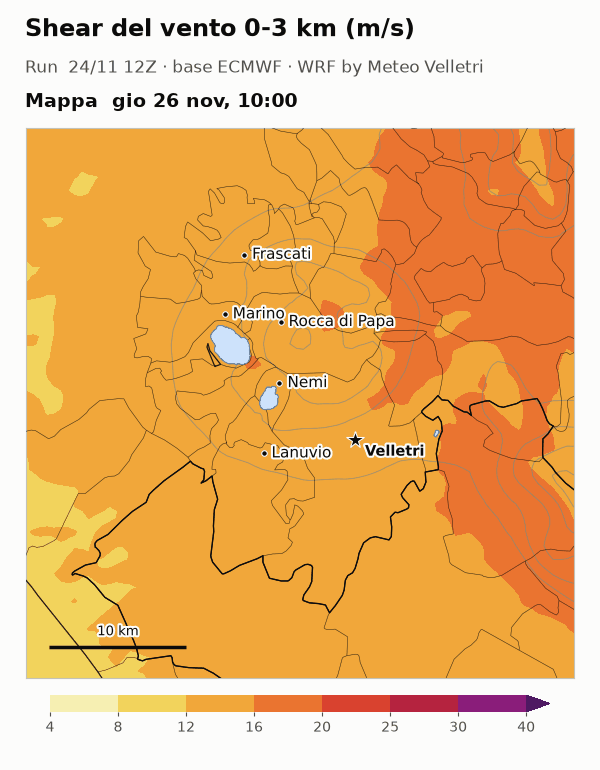 Shear del vento 0-3 km (m/s)
Run  24/11 12Z · base ECMWF · WRF by Meteo Velletri
Mappa  gio 26 nov, 10:00
Frascati
Marino
Rocca di Papa
Nemi
Velletri
Lanuvio
10 km
4 8 12 16 20 25 30 40